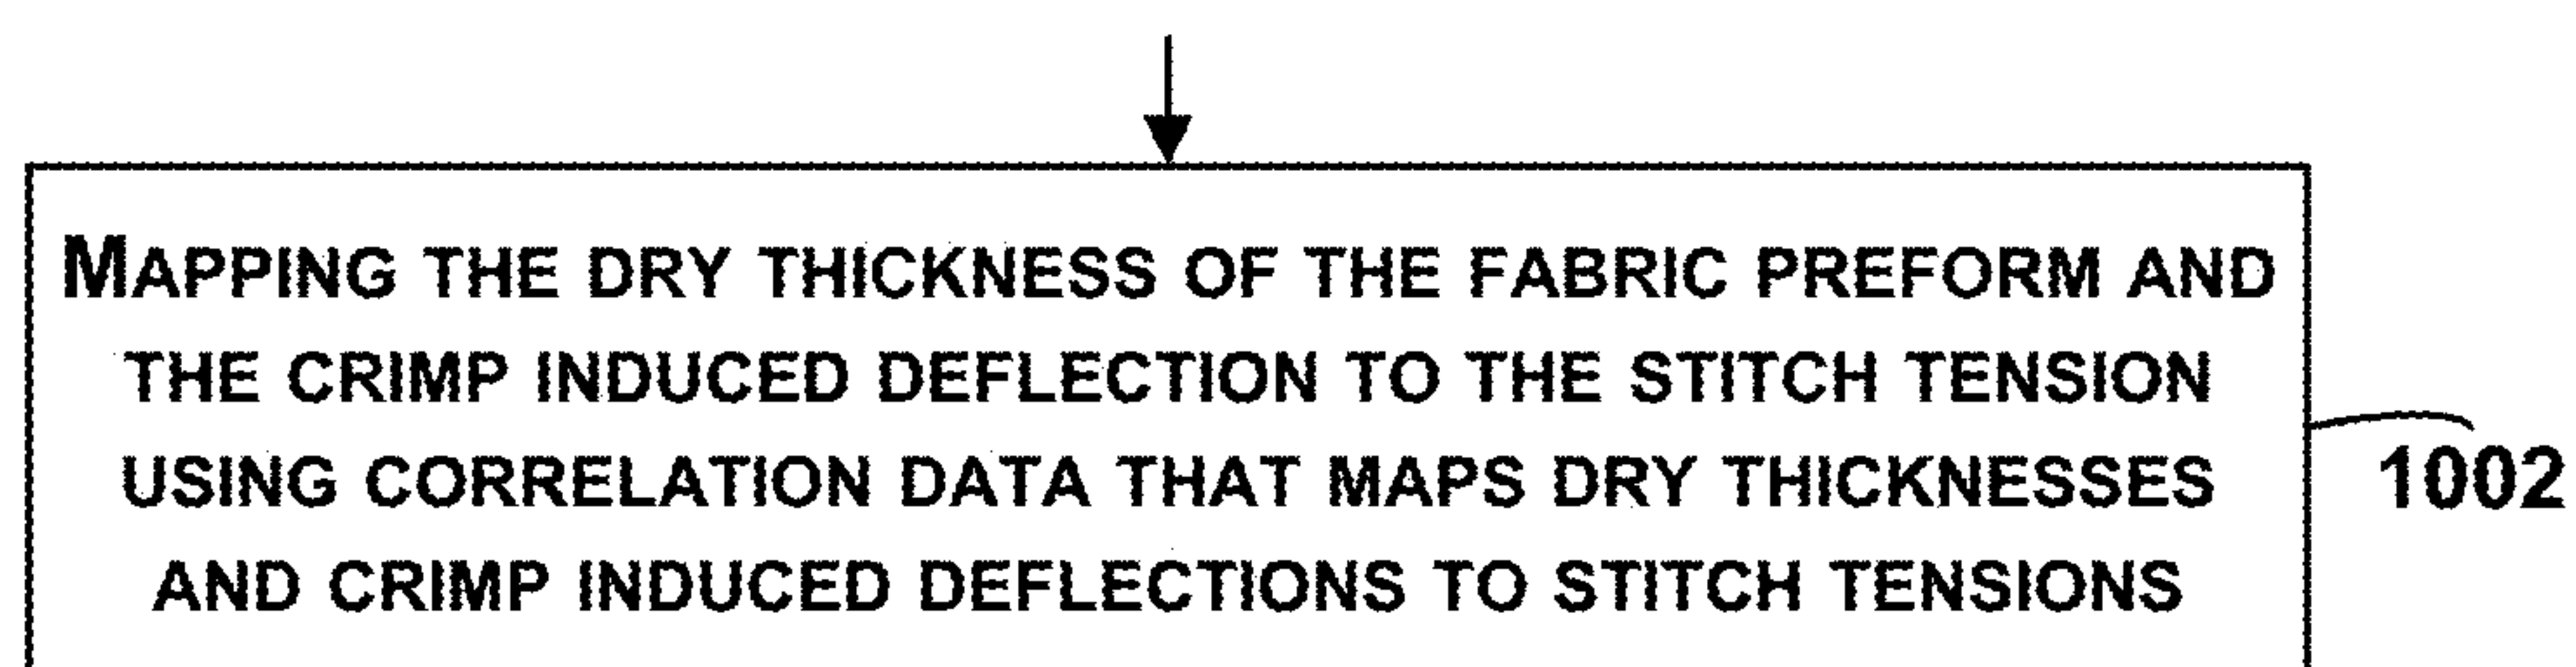 MAPPING THE DRY THICKNESS OF THE FABRIC PREFORM AND
THE CRIMP INDUCED DEFLECTION TO THE STITCH TENSION
USING CORRELATION DATA THAT MAPS DRY THICKNESSES
AND CRIMP INDUCED DEFLECTIONS TO STITCH TENSIONS
1002